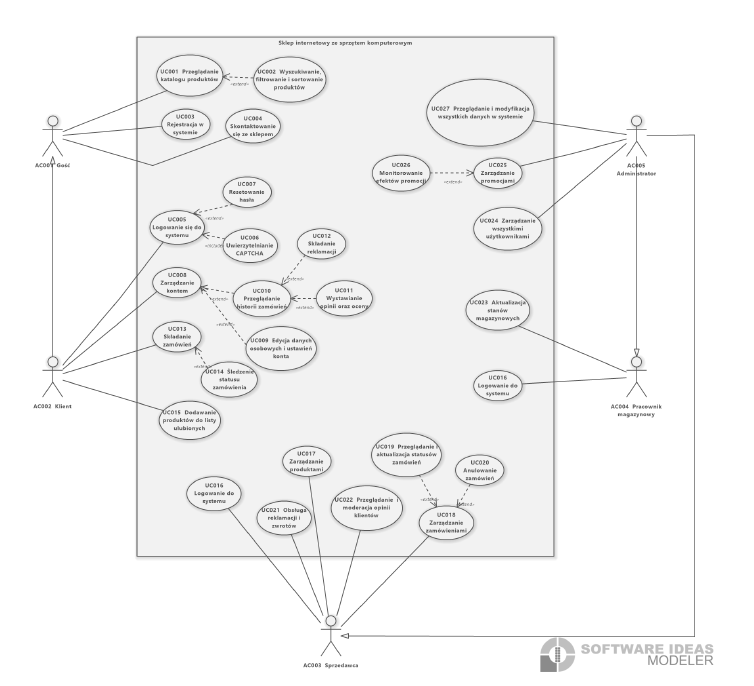 Sklep internetowy ze sprzętem komputerowym
UC001 Przeglądanie
katalogu produktów
«extend»
UC002 Wyszukiwanie,
filtrowanie i sortowanie
produktów
UC003
Rejestracja w
systemie
UC004
Skontaktowanie
się ze sklepem
AC001 Gość
UC027 Przeglądanie i modyfikacja
wszystkich danych w systemie
AC005
Administrator
UC026
Monitorowanie
efektów promocji
«extend»
UC025
Zarządzanie
promocjami
UC007
Resetowanie
hasła
«extend»
UC005
Logowanie się do
systemu
«include»
UC006
Uwierzytelnianie
CAPTCHA
UC024 Zarządzanie
wszystkimi
użytkownikami
UC012
Składanie
reklamacji
«extend»
UC008
Zarządzanie
kontem
«extend»
UC010
Przeglądanie
historii zamówień
«extend»
UC011
Wystawianie
opinii oraz oceny
UC023 Aktualizacja
stanów
magazynowych
«extend»
UC009 Edycja danych
osobowych i ustawień
konta
UC013
Składanie
zamówień
«extend»
UC014 Śledzenie
statusu
zamówienia
AC002 Klient
UC015 Dodawanie
produktów do listy
ulubionych
UC018
Logowanie do
systemu
AC004 Pracownik
magazynowy
UC016
Logowanie do
systemu
UC017
Zarządzanie
produktami
UC019 Przeglądanie i
aktualizacja statusów
zamówień
UC020
Anulowanie
zamówień
«extend»
«extend»
UC021 Obsługa
reklamacji i
zwrotów
UC022 Przeglądanie i
moderacja opinii
klientów
UC018
Zarządzanie
zamówieniami
AC003 Sprzedawca
SOFTWARE IDEAS
MODELER